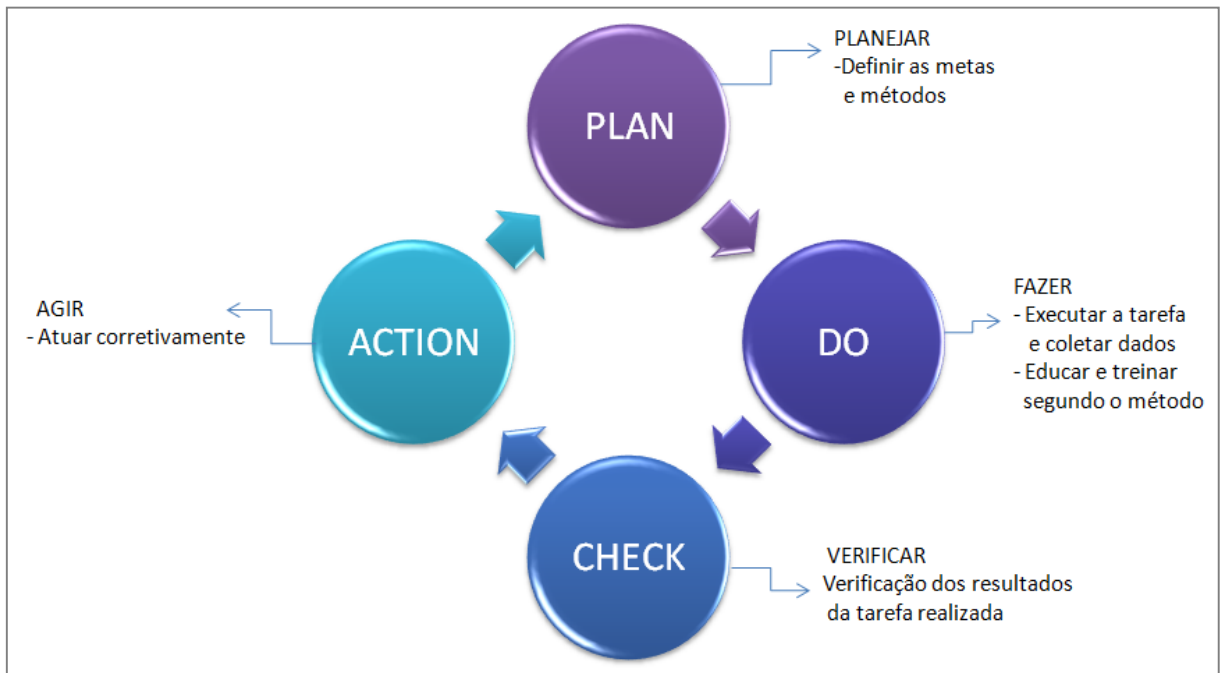 PLAN
PLANEJAR
-Definir as metas
e métodos
DO
FAZER
- Executar a tarefa
e coletar dados
- Educar e treinar
segundo o método
CHECK
VERIFICAR
Verificação dos resultados
da tarefa realizada
ACTION
AGIR
- Atuar corretivamente